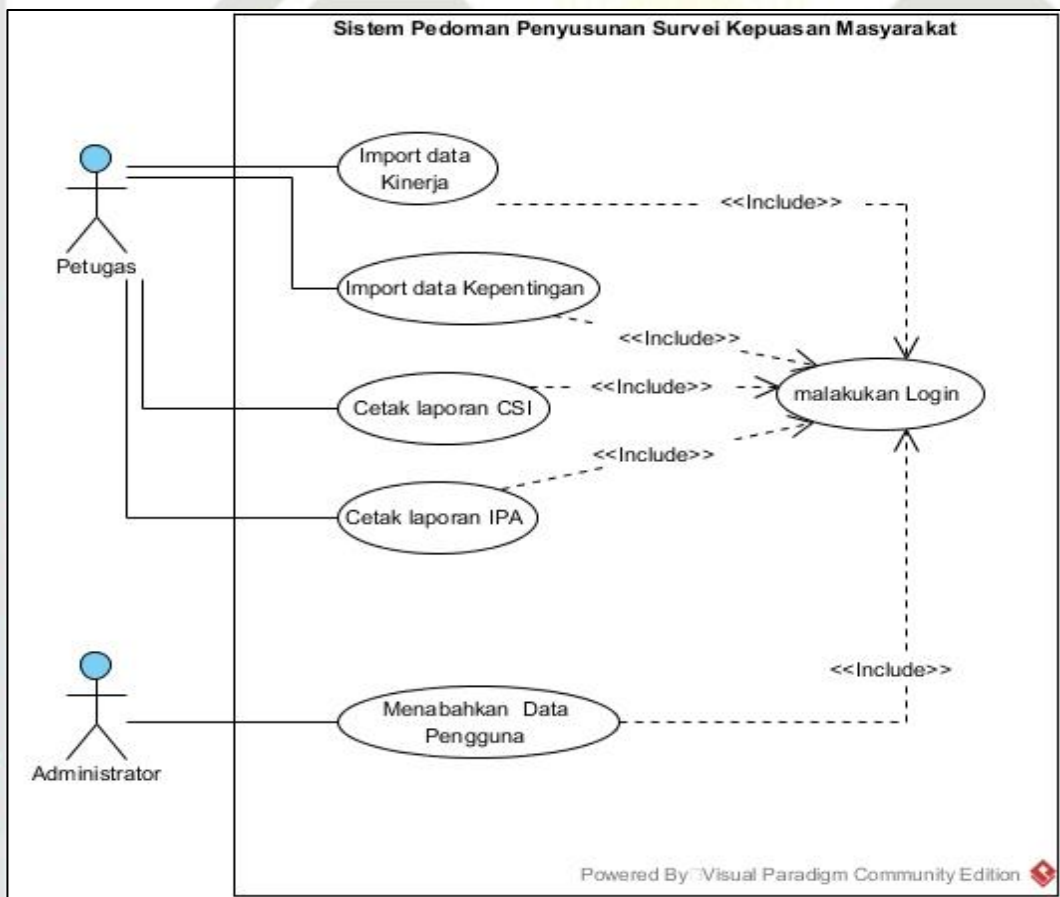 Sistem Pedoman Penyusunan Survei Kepuasan Masyarakat
Import data
Kinerja
<<Include>>
Petugas
Import data Kepentingan
<<Include>>
Cetak laporan CSI
<<Include>>
malakukan Login
<<Include>>
Cetak laporan IPA
<<Include>>
Menabahkan Data
Pengguna
Administrator
Powered By Visual Paradigm Community Edition